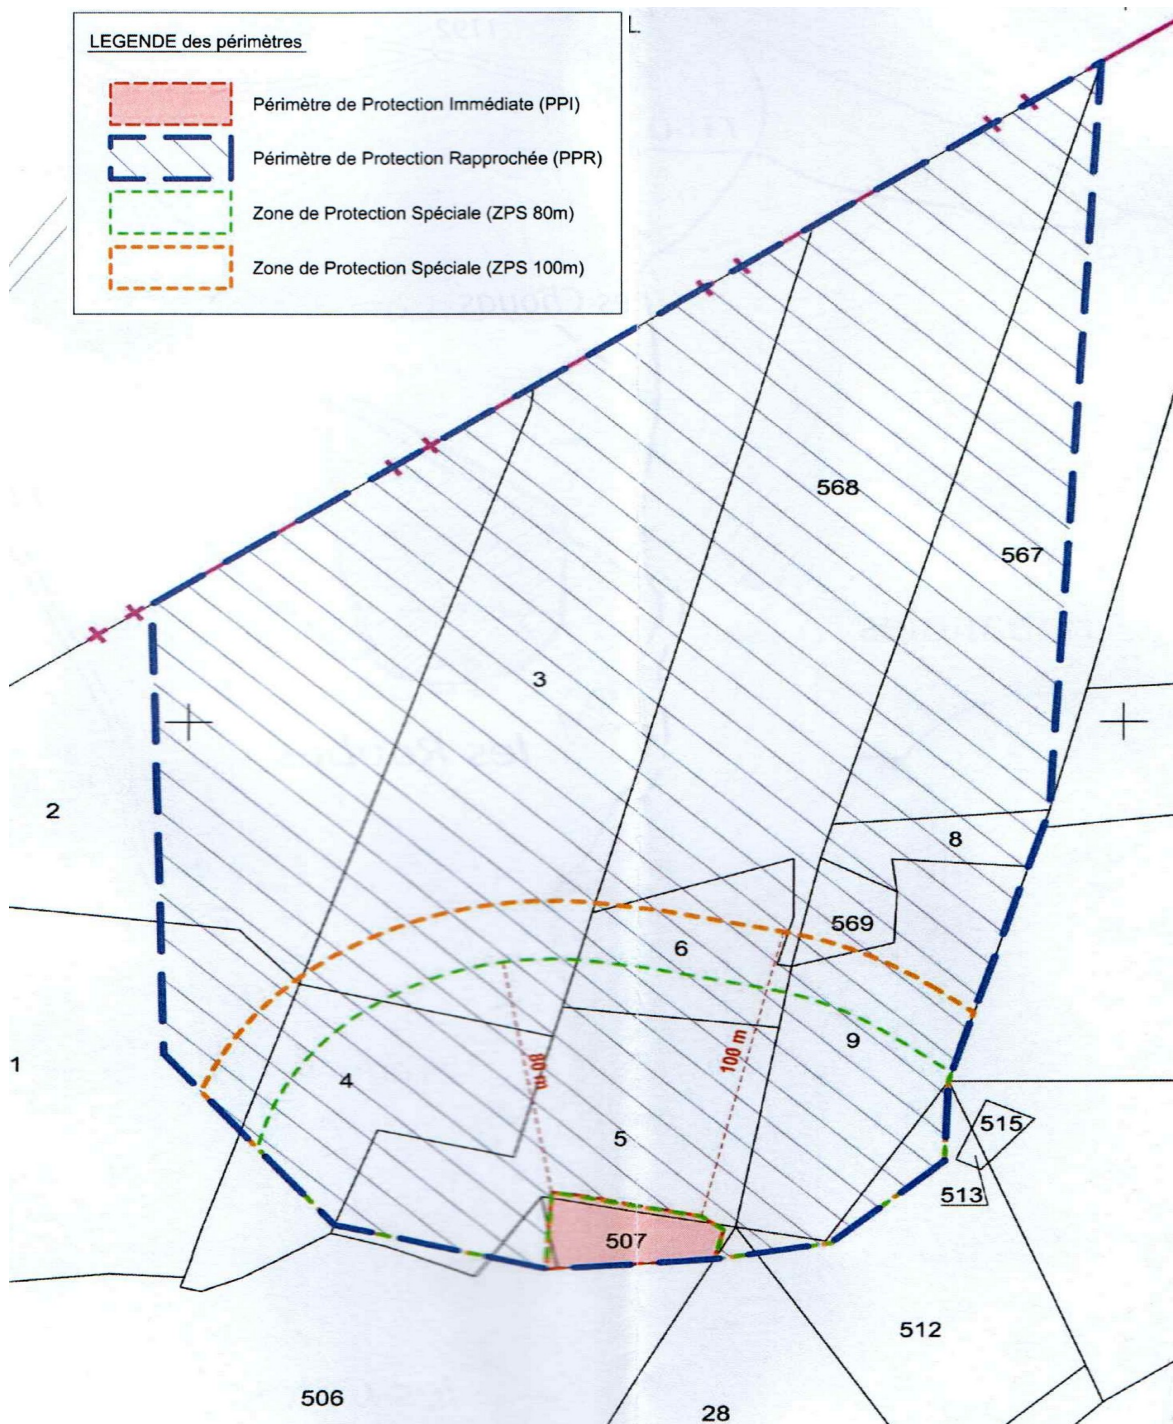 L.
LEGENDE des périmètres
Périmètre de Protection Immédiate (PPI)
Périmètre de Protection Rapprochée (PPR)
Zone de Protection Spéciale (ZPS 80m)
Zone de Protection Spéciale (ZPS 100m)
568
567
3
2
8
569
6
9
100 m
80 m
1
4
5
515
513
507
512
506
28